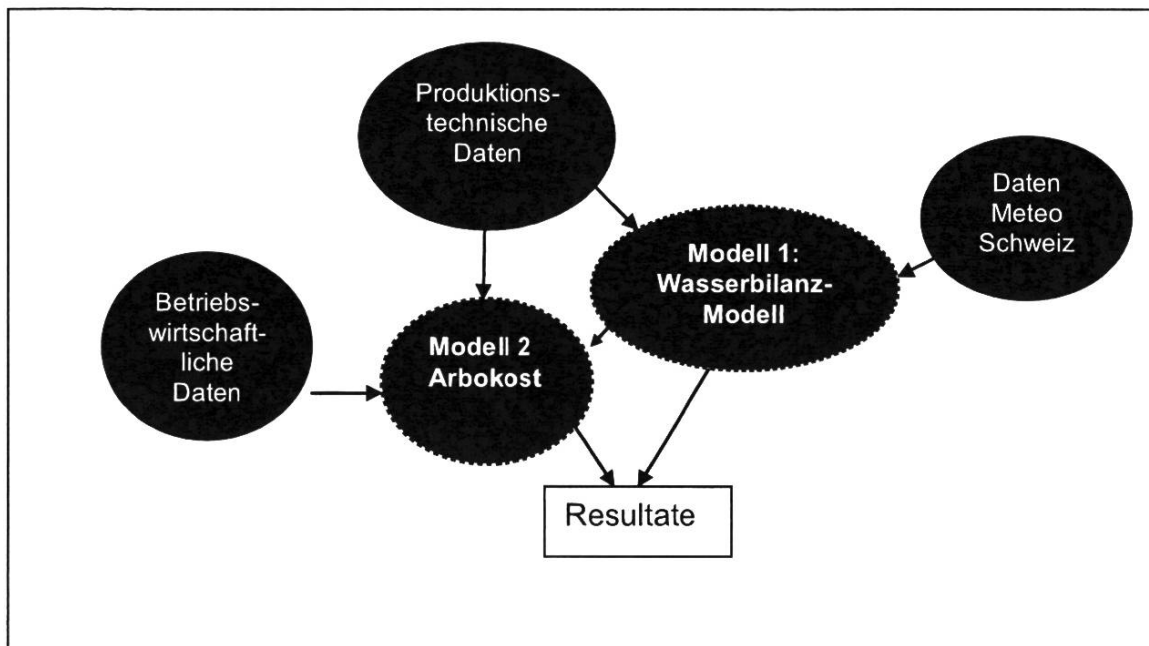 Produktions-
technische
Daten
Daten
Meteo
Schweiz
Modell 1:
Wasserbilanz-
Modell
Betriebs-
wirtschaft-
liche
Daten
Modell 2
Arbokost
Resultate